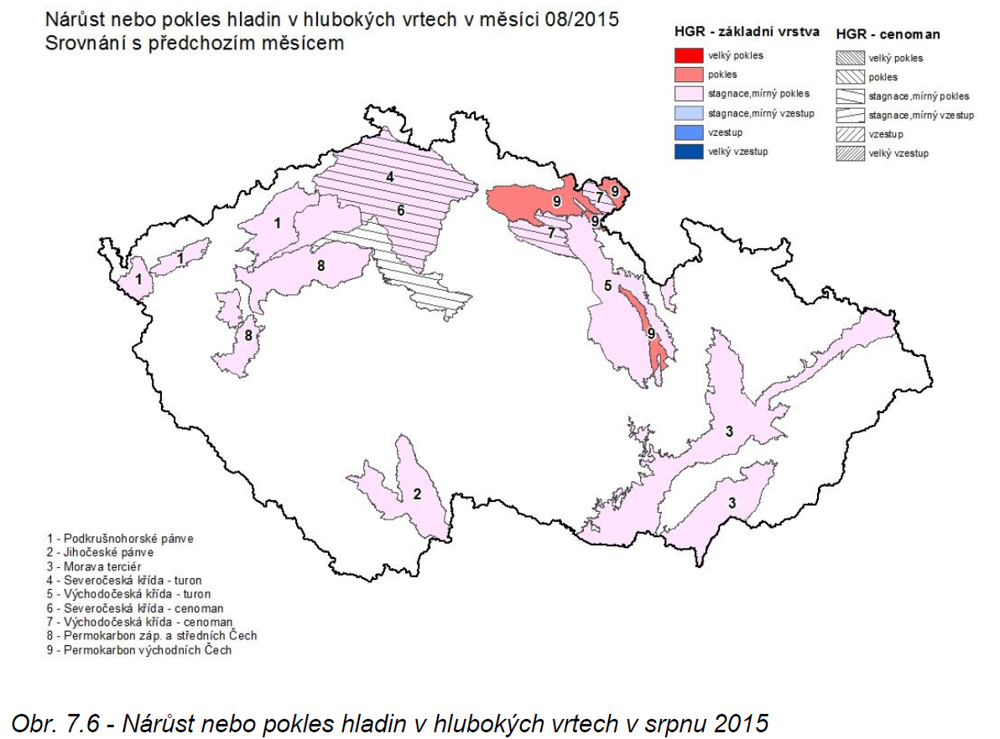 Nárůst nebo pokles hladin v hlubokých vrtech v měsíci 08/2015
Srovnání s předchozím měsícem
HGR - základní vrstva
velký pokles
pokles
stagnace,mírný pokles
stagnace,mírný vzestup
vzestup
velký vzestup
HGR - cenoman
velký pokles
pokles
stagnace,mírný pokles
stagnace,mírný vzestup
vzestup
velký vzestup
4
6
1
1
1
8
8
9
7
9
9
7
5
9
3
3
2
1 - Podkrušnohorské pánve
2 - Jihočeské pánve
3 - Morava terciér
4 - Severočeská křída - turon
5 - Východočeská křída - turon
6 - Severočeská křída - cenoman
7 - Východočeská křída - cenoman
8 - Permokarbon záp. a středních Čech
9 - Permokarbon východních Čech
Obr. 7.6 - Nárůst nebo pokles hladin v hlubokých vrtech v srpnu 2015